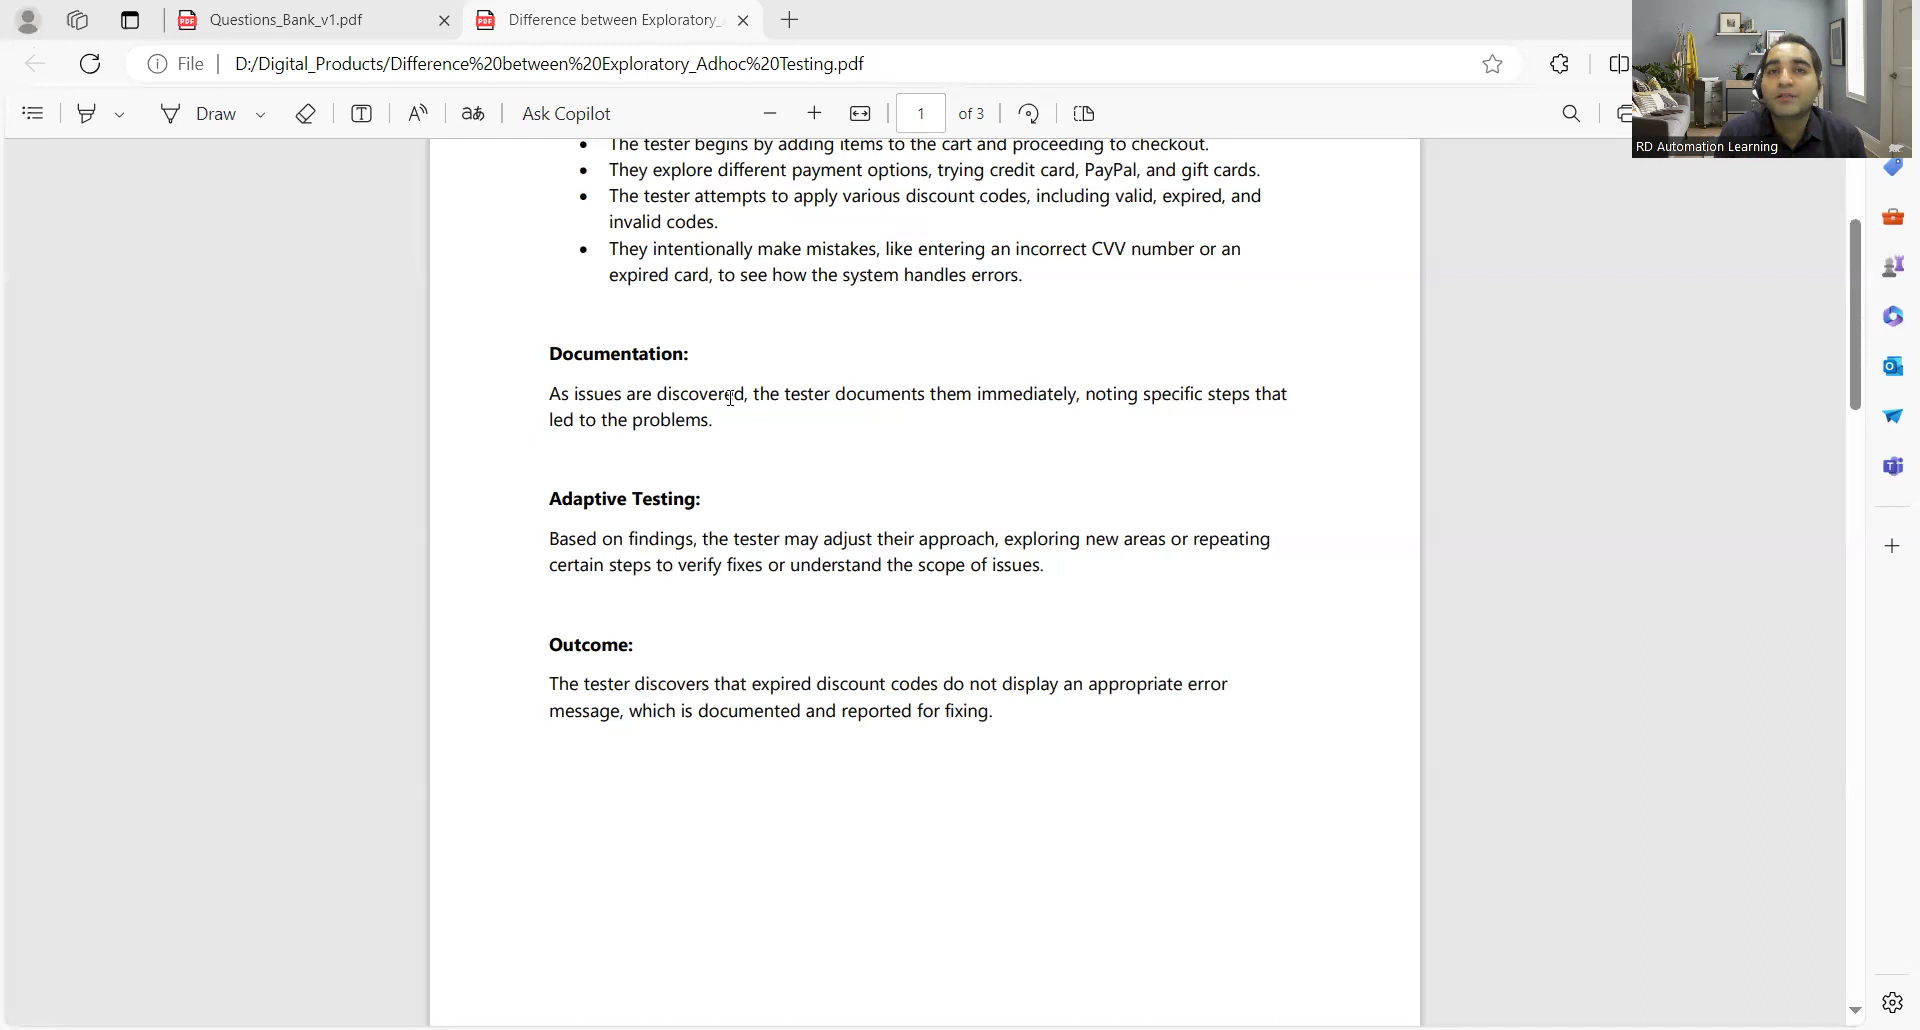 Questions_Bank_v1.pdf
Difference between Exploratory_
File
D:/Digital_Products/Difference%20between%20Exploratory_Adhoc%20Testing.pdf
Draw
Ask Copilot
1
of 3
RD Automation Learning
• The tester begins by adding items to the cart and proceeding to checkout.
• They explore different payment options, trying credit card, PayPal, and gift cards.
• The tester attempts to apply various discount codes, including valid, expired, and
invalid codes.
• They intentionally make mistakes, like entering an incorrect CVV number or an
expired card, to see how the system handles errors.
Documentation:
As issues are discovered, the tester documents them immediately, noting specific steps that
led to the problems.
Adaptive Testing:
Based on findings, the tester may adjust their approach, exploring new areas or repeating
certain steps to verify fixes or understand the scope of issues.
Outcome:
The tester discovers that expired discount codes do not display an appropriate error
message, which is documented and reported for fixing.